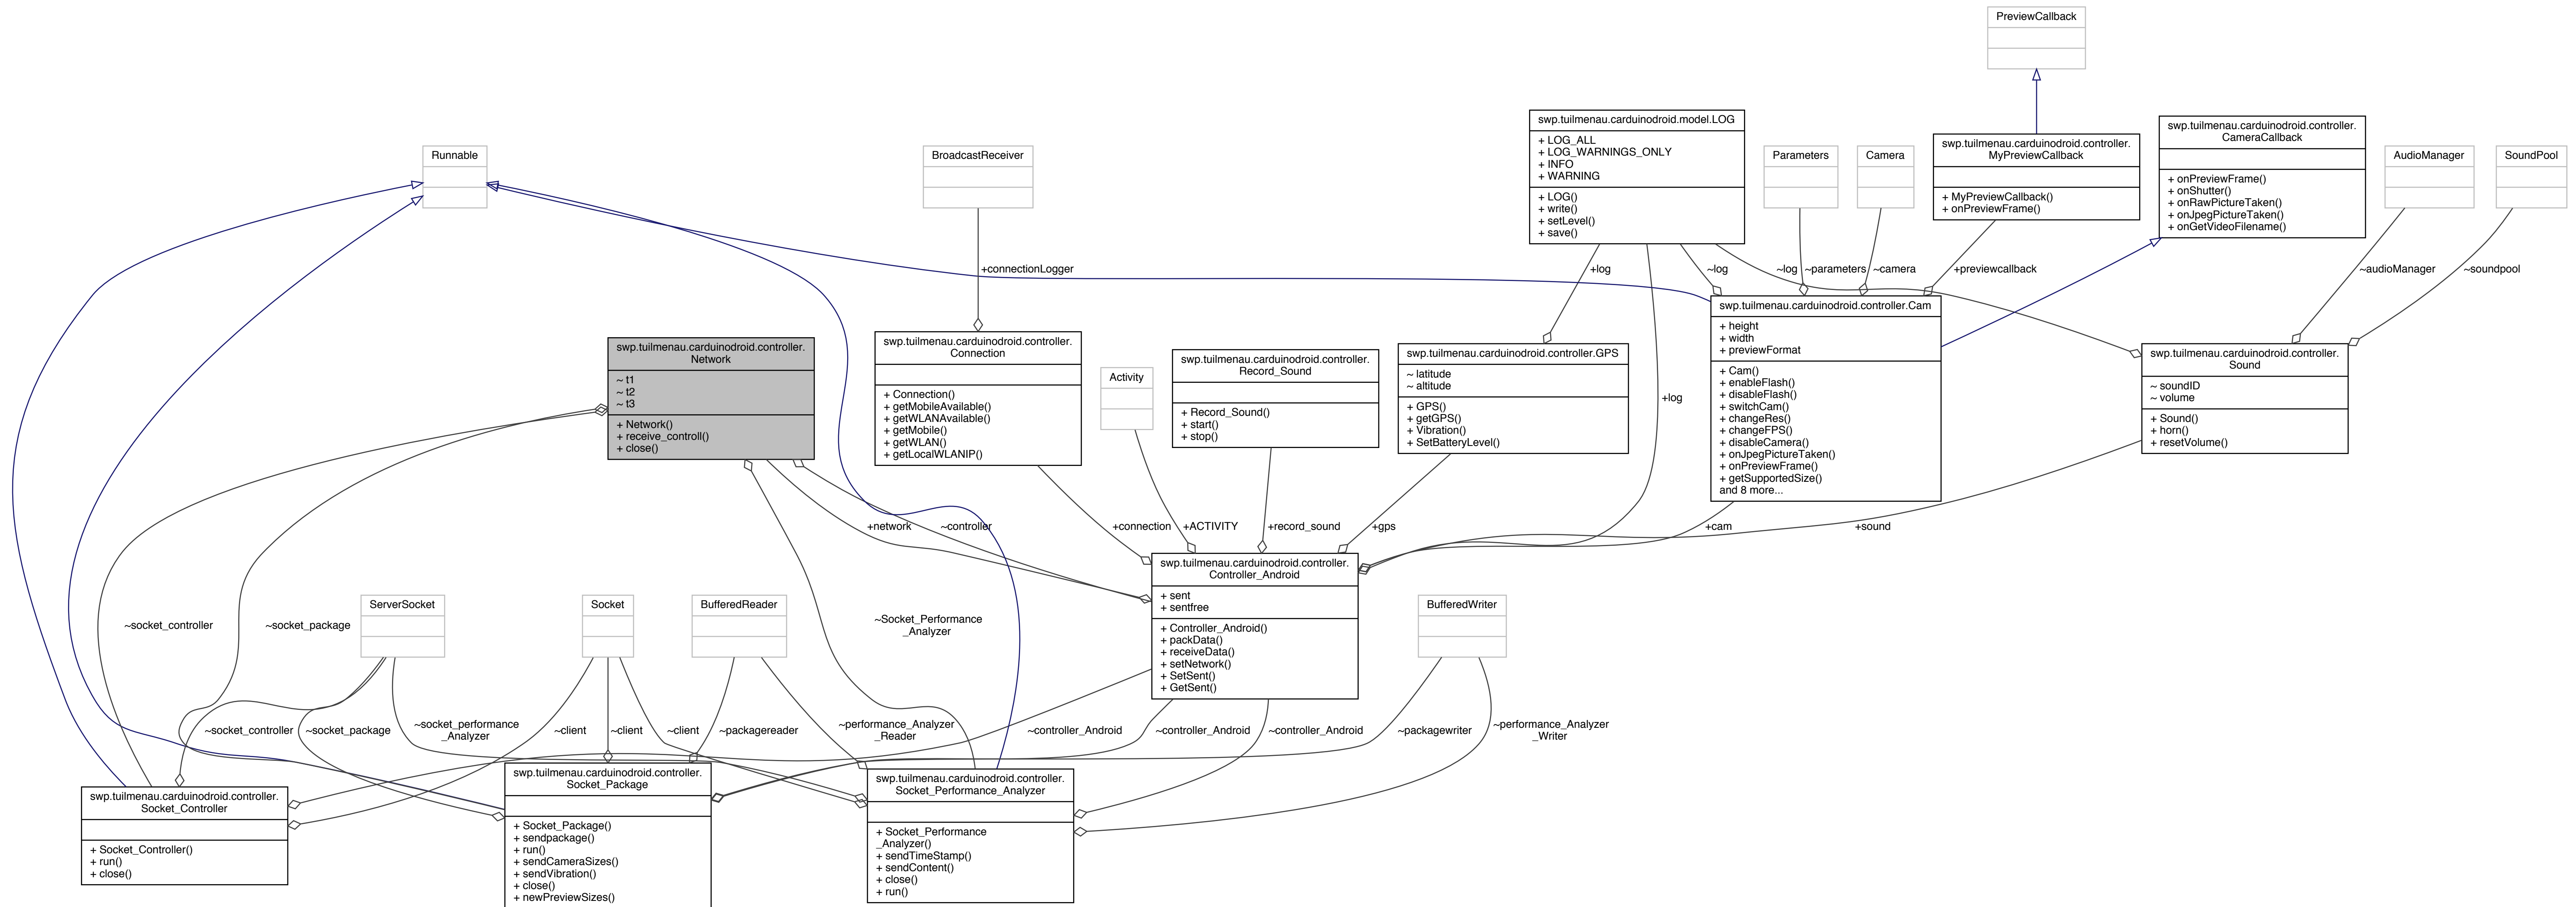 PreviewCallback
swp.tuilmenau.carduinodroid.model.LOG
+ LOG_ALL
+ LOG_WARNINGS_ONLY
+ INFO
+ WARNING
+ LOG()
+ write()
+ setLevel()
+ save()
swp.tuilmenau.carduinodroid.controller.
CameraCallback
+ onPreviewFrame()
+ onShutter()
+ onRawPictureTaken()
+ onJpegPictureTaken()
+ onGetVideoFilename()
swp.tuilmenau.carduinodroid.controller.
MyPreviewCallback
+ MyPreviewCallback()
+ onPreviewFrame()
Runnable
BroadcastReceiver
Parameters
Camera
AudioManager
SoundPool
+connectionLogger
+log
~log
~log
~parameters
~camera
+previewcallback
~audioManager
~soundpool
swp.tuilmenau.carduinodroid.controller.
Network
~ t1
~ t2
~ t3
+ Network()
+ receive_controll()
+ close()
swp.tuilmenau.carduinodroid.controller.
Connection
+ Connection()
+ getMobileAvailable()
+ getWLANAvailable()
+ getMobile()
+ getWLAN()
+ getLocalWLANIP()
Activity
swp.tuilmenau.carduinodroid.controller.
Record_Sound
+ Record_Sound()
+ start()
+ stop()
swp.tuilmenau.carduinodroid.controller.GPS
~ latitude
~ altitude
+ GPS()
+ getGPS()
+ Vibration()
+ SetBatteryLevel()
+log
swp.tuilmenau.carduinodroid.controller.Cam
+ height
+ width
+ previewFormat
+ Cam()
+ enableFlash()
+ disableFlash()
+ switchCam()
+ changeRes()
+ changeFPS()
+ disableCamera()
+ onJpegPictureTaken()
+ onPreviewFrame()
+ getSupportedSize()
and 8 more...
swp.tuilmenau.carduinodroid.controller.
Sound
~ soundID
~ volume
+ Sound()
+ horn()
+ resetVolume()
+network
~controller
+connection
+ACTIVITY
+record_sound
+gps
+cam
+sound
swp.tuilmenau.carduinodroid.controller.
Controller_Android
+ sent
+ sentfree
+ Controller_Android()
+ packData()
+ receiveData()
+ setNetwork()
+ SetSent()
+ GetSent()
ServerSocket
Socket
BufferedReader
BufferedWriter
~socket_controller
~socket_package
~Socket_Performance
_Analyzer
~socket_controller
~socket_package
~socket_performance
_Analyzer
~client
~client
~client
~packagereader
~performance_Analyzer
_Reader
~controller_Android
~controller_Android
~controller_Android
~packagewriter
~performance_Analyzer
_Writer
swp.tuilmenau.carduinodroid.controller.
Socket_Controller
+ Socket_Controller()
+ run()
+ close()
swp.tuilmenau.carduinodroid.controller.
Socket_Package
+ Socket_Package()
+ sendpackage()
+ run()
+ sendCameraSizes()
+ sendVibration()
+ close()
+ newPreviewSizes()
swp.tuilmenau.carduinodroid.controller.
Socket_Performance_Analyzer
+ Socket_Performance
_Analyzer()
+ sendTimeStamp()
+ sendContent()
+ close()
+ run()